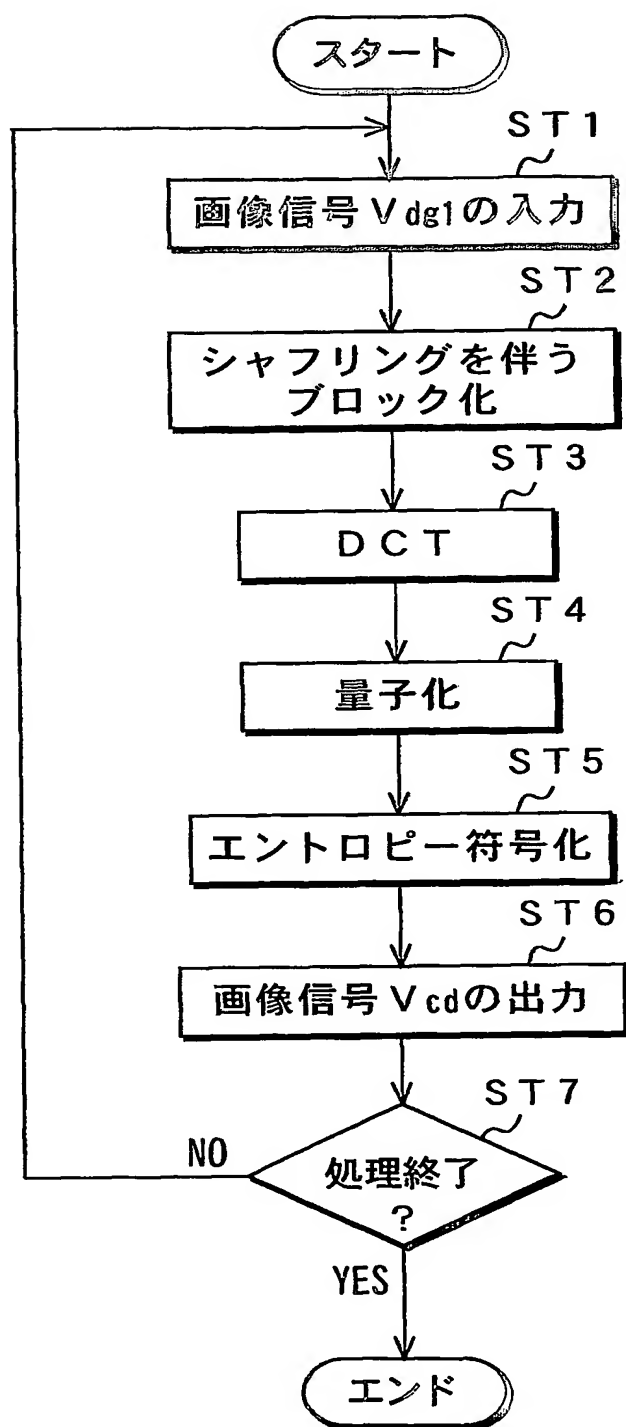 スタート
ST1
画像信号Vdg1の入力
ST2
シャフリングを伴う
ブロック化
ST3
DCT
ST4
量子化
ST5
エントロピー符号化
ST6
画像信号Vcdの出力
ST7
処理終了
?
NO
YES
エンド